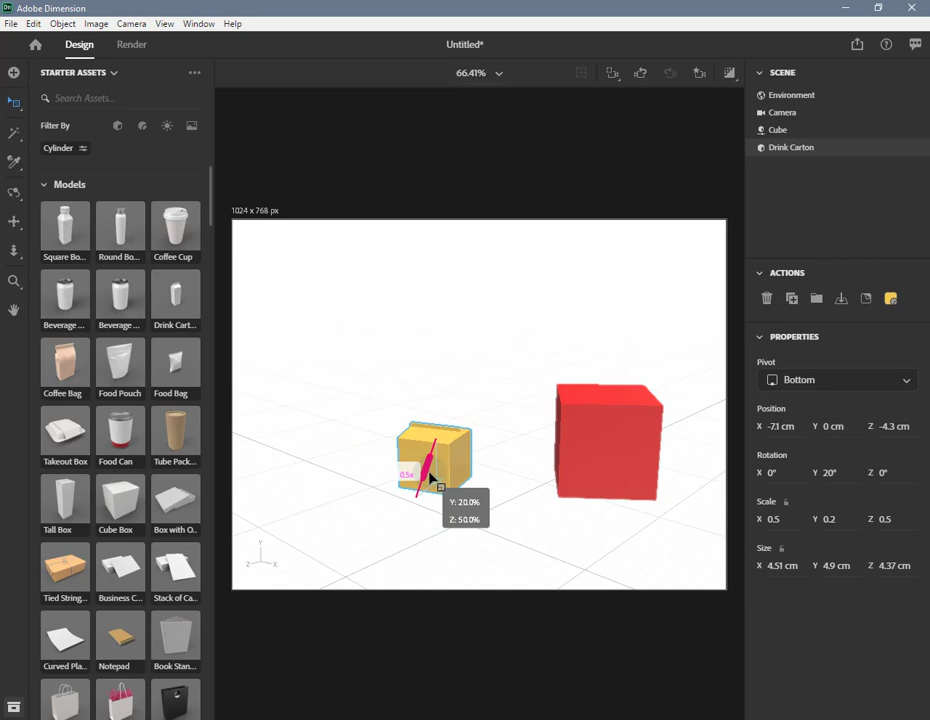 Dn Adobe Dimension
File Edit Object Image Camera View Window Help
Design Render Untitled*
STARTER ASSETS
66.41%
Search Assets...
Filter By
Cylinder
Models
Square Bo... Round Bo... Coffee Cup
Beverage ... Beverage ... Drink Cart...
Coffee Bag Food Pouch Food Bag
Takeout Box Food Can Tube Pack...
Tall Box Cube Box Box with O...
Tied String... Business C... Stack of Ca...
Curved Pla... Notepad Book Stan...
1024 x 768 px
0.5x
Y: 20.0%
Z: 50.0%
Y
Z X
SCENE
Environment
Camera
Cube
Drink Carton
ACTIONS
PROPERTIES
Pivot
Bottom
Position
X -7.1 cm Y 0 cm Z -4.3 cm
Rotation
X 0° Y 20° Z 0°
Scale
X 0.5 Y 0.2 Z 0.5
Size
X 4.51 cm Y 4.9 cm Z 4.37 cm